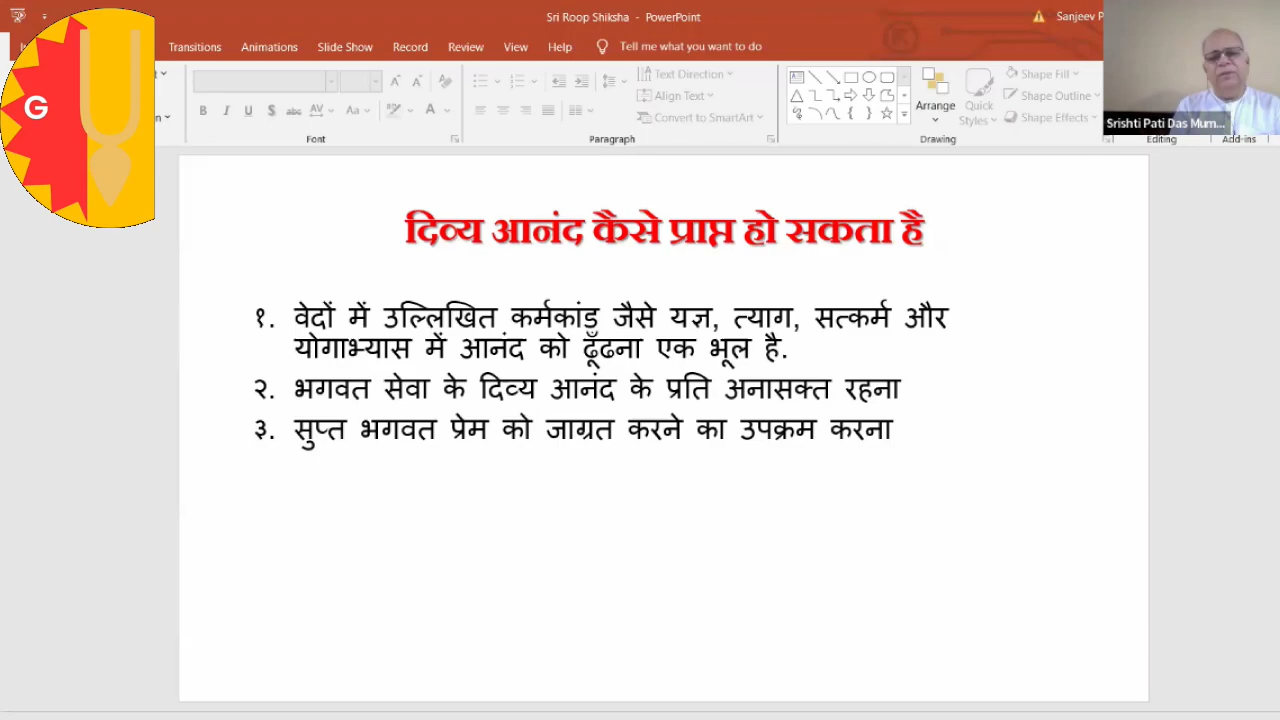 Sri Roop Shiksha - PowerPoint
Sanjeev P
Transitions Animations Slide Show Record Review View Help Tell me what you want to do
G
Text Direction
Align Text
Convert to SmartArt
Arrange
Quick
Styles
Shape Fill
Shape Outline
Shape Effects
Srishti Pati Das Mum...
Font
Paragraph
Drawing
Editing
Add-ins
दिव्य आनंद कैसे प्राप्त हो सकता है
१. वेदों में उल्लिखित कर्मकांड जैसे यज्ञ, त्याग, सत्कर्म और
योगाभ्यास में आनंद को ढूँढना एक भूल है.
२. भगवत सेवा के दिव्य आनंद के प्रति अनासक्त रहना
३. सुप्त भगवत प्रेम को जाग्रत करने का उपक्रम करना